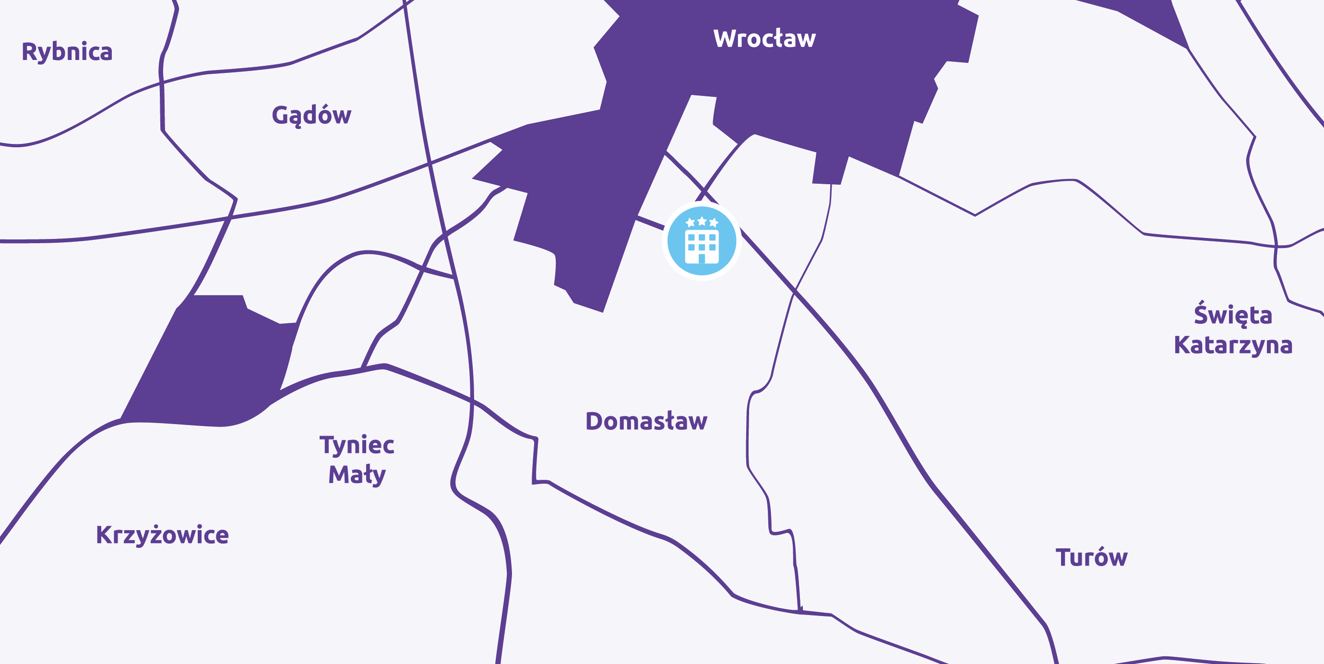 Wrocław
Rybnica
Gądów
Święta
Katarzyna
Domasław
Tyniec
Mały
Krzyżowice
Turów